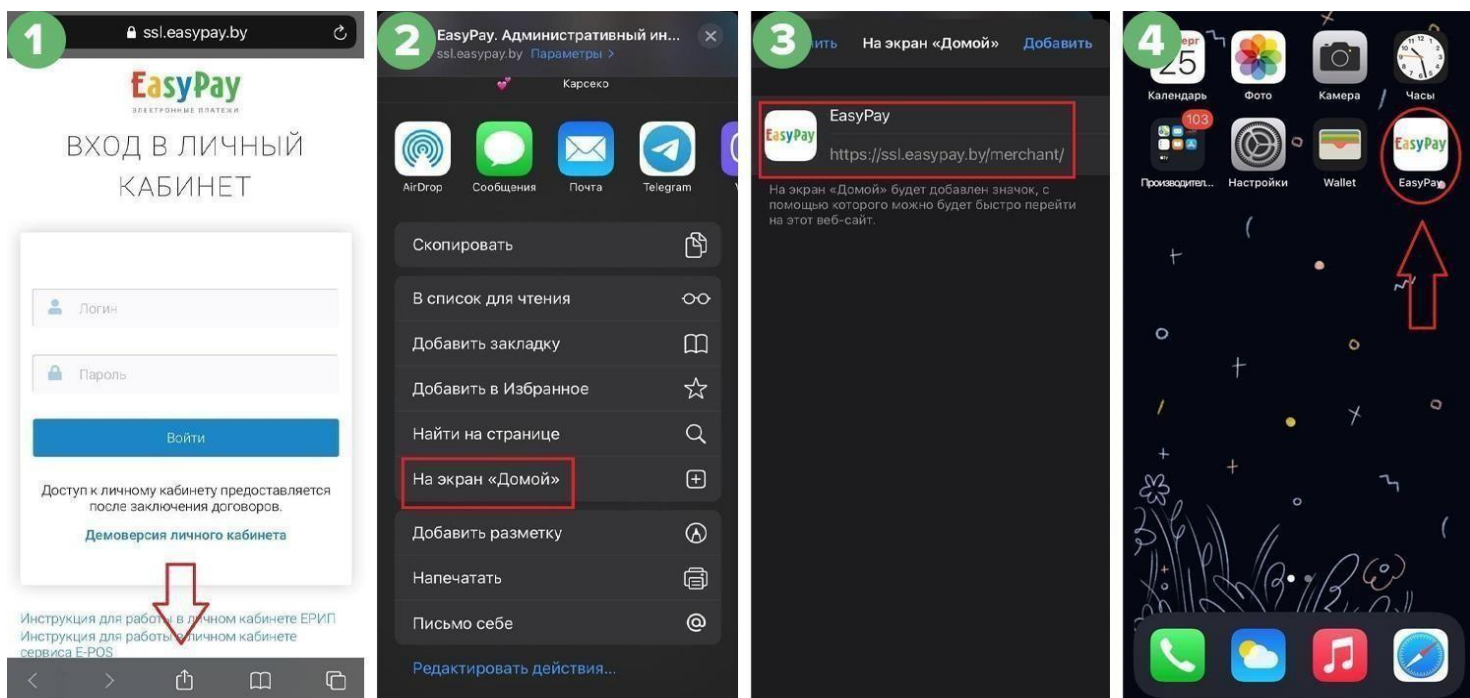 1
ssl.easypay.by
EasyPay
ЭЛЕКТРОННЫЕ ПЛАТЕЖИ
ВХОД В ЛИЧНЫЙ
КАБИНЕТ
Логин
Пароль
Войти
Доступ к личному кабинету предоставляется
после заключения договоров.
Демоверсия личного кабинета
Инструкция для работы в личном кабинете ЕРИП
Инструкция для работы в личном кабинете
сервиса E-POS
2
EasyPay. Административный ин...
ssl.easypay.by Параметры >
Карсеко
AirDrop Сообщения Почта Telegram
Скопировать
В список для чтения
Добавить закладку
Добавить в Избранное
Найти на странице
На экран «Домой»
Добавить разметку
Напечатать
Письмо себе
Редактировать действия...
3
На экран «Домой» Добавить
EasyPay
EasyPay
https://ssl.easypay.by/merchant/
На экран «Домой» будет добавлен значок, с
помощью которого можно будет быстро перейти
на этот веб-сайт.
4
25
12
Календарь Фото Камера Часы
103
EasyPay
Производител... Настройки Wallet EasyPay